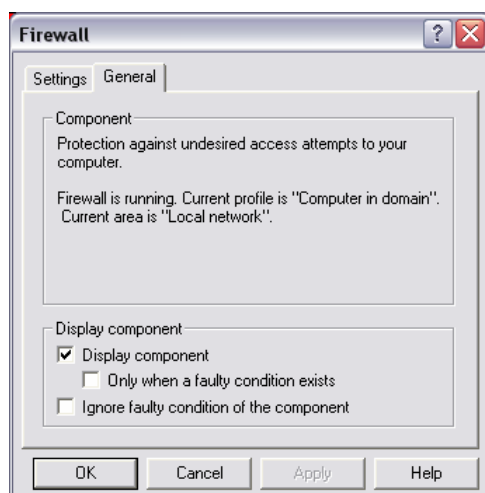 Firewall
Settings General
Component
Protection against undesired access attempts to your
computer.
Firewall is running. Current profile is "Computer in domain".
Current area is "Local network".
Display component
Display component
Only when a faulty condition exists
Ignore faulty condition of the component
OK Cancel Apply Help